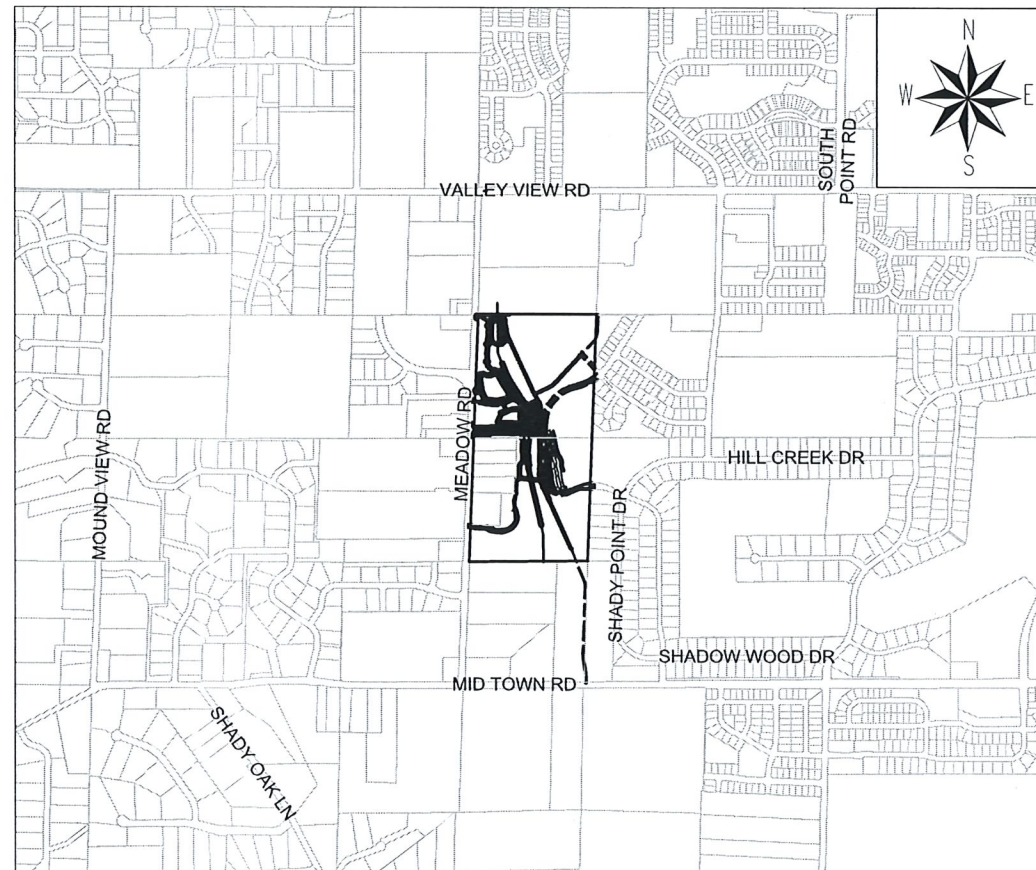 N
W E
S
SOUTH
POINT RD
VALLEY VIEW RD
MEADOW RD
MOUND VIEW RD
HILL CREEK DR
SHADY POINT DR
SHADOW WOOD DR
MID TOWN RD
SHADY OAK LN